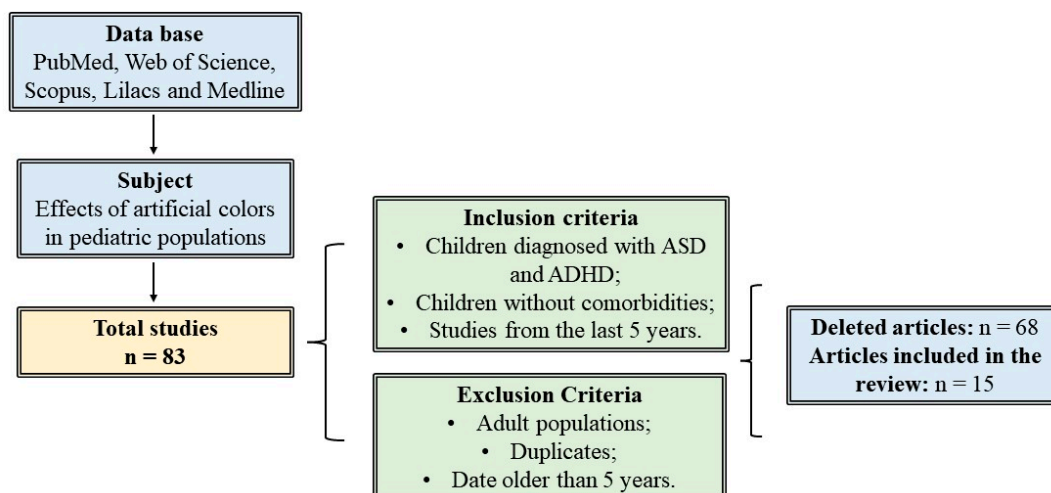 Data base
PubMed, Web of Science,
Scopus, Lilacs and Medline
Subject
Effects of artificial colors
in pediatric populations
Total studies
n = 83
Inclusion criteria
• Children diagnosed with ASD
and ADHD;
• Children without comorbidities;
• Studies from the last 5 years.
Exclusion Criteria
• Adult populations;
• Duplicates;
• Date older than 5 years.
Deleted articles: n = 68
Articles included in the
review: n = 15